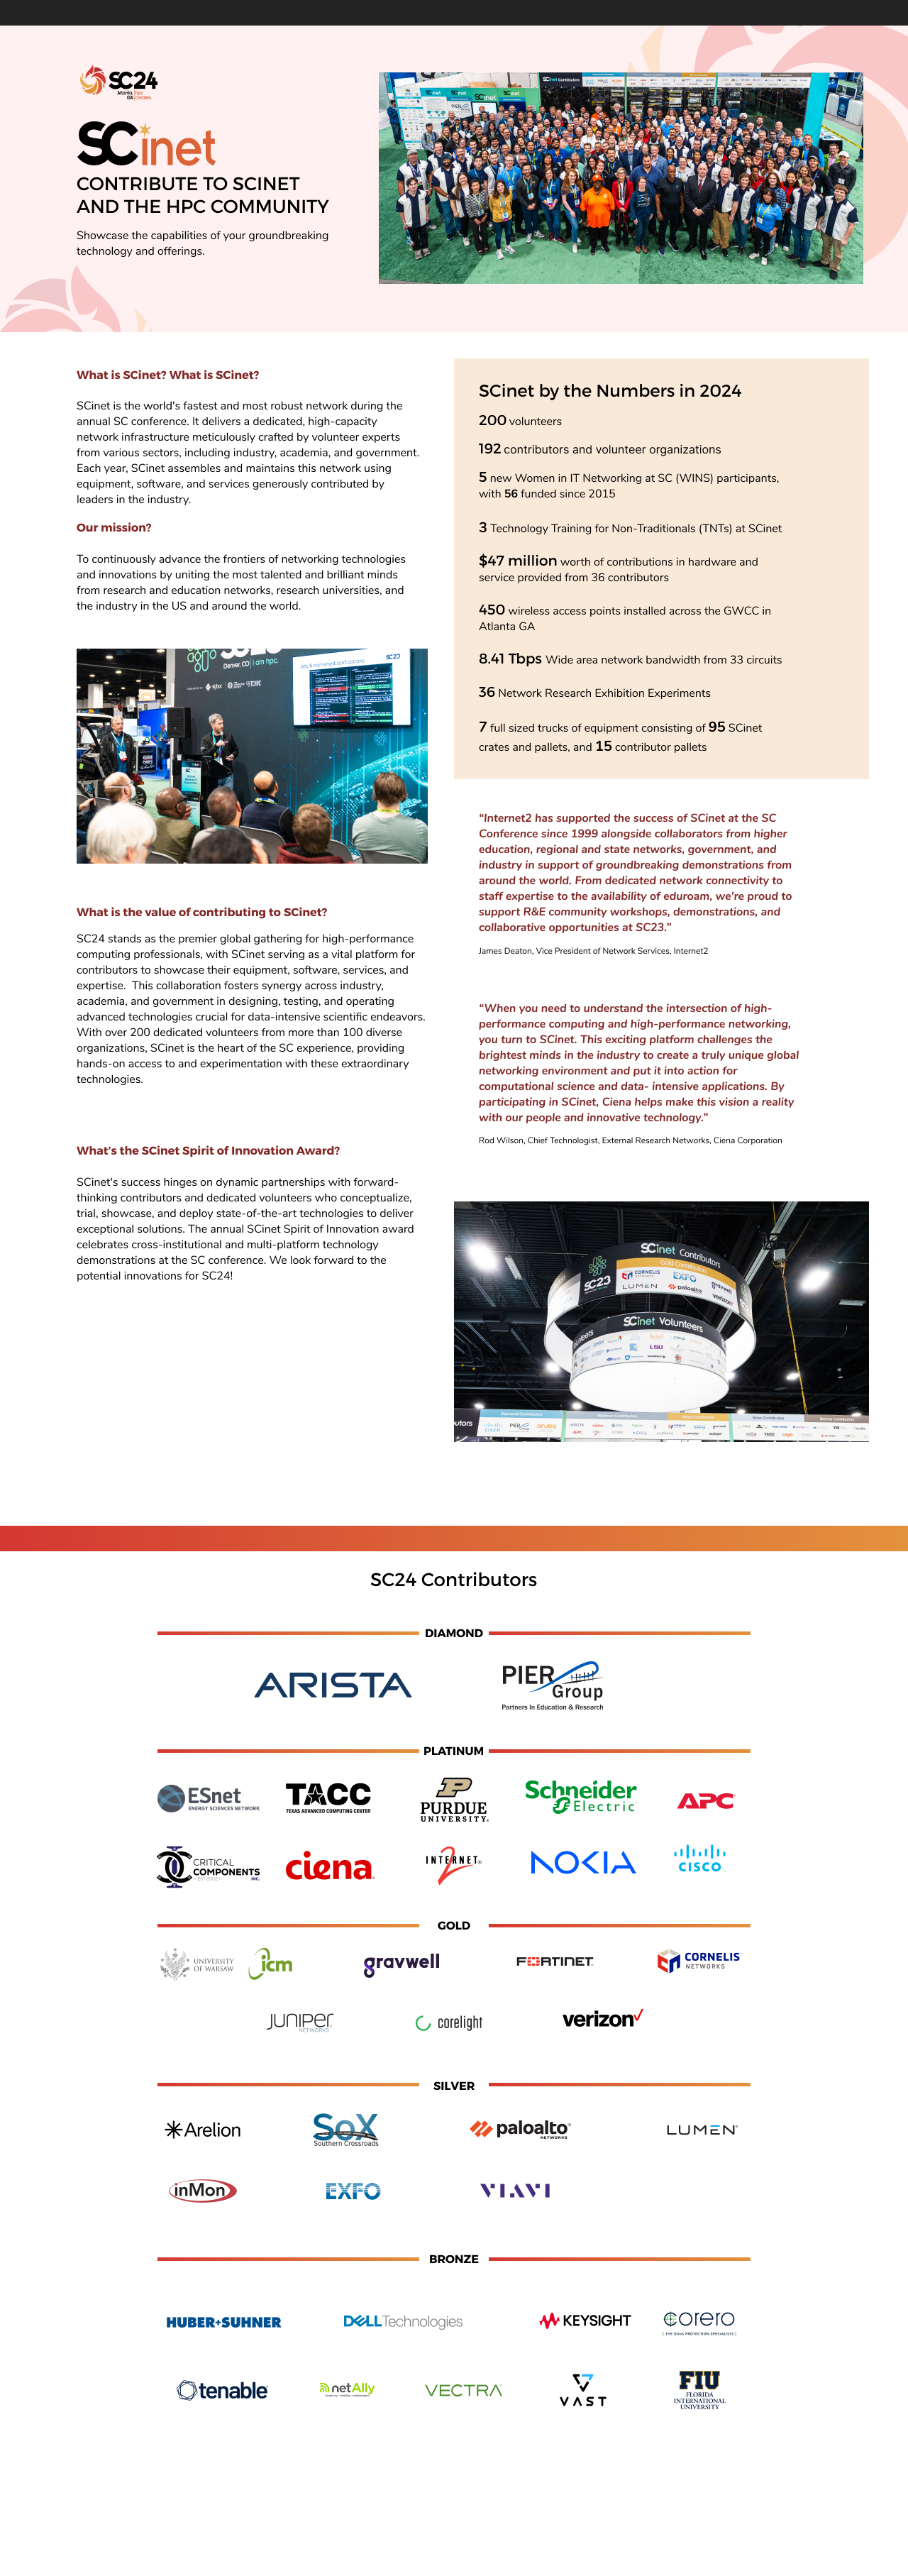 SC24
Atlanta, hpc
GA creates.
SCinet
CONTRIBUTE TO SCINET
AND THE HPC COMMUNITY
Showcase the capabilities of your groundbreaking
technology and offerings.
What is SCinet? What is SCinet?
SCinet is the world's fastest and most robust network during the
annual SC conference. It delivers a dedicated, high-capacity
network infrastructure meticulously crafted by volunteer experts
from various sectors, including industry, academia, and government.
Each year, SCinet assembles and maintains this network using
equipment, software, and services generously contributed by
leaders in the industry.
Our mission?
To continuously advance the frontiers of networking technologies
and innovations by uniting the most talented and brilliant minds
from research and education networks, research universities, and
the industry in the US and around the world.
Denver, CO i am hpc.
SC23
What is the value of contributing to SCinet?
SC24 stands as the premier global gathering for high-performance
computing professionals, with SCinet serving as a vital platform for
contributors to showcase their equipment, software, services, and
expertise.  This collaboration fosters synergy across industry,
academia, and government in designing, testing, and operating
advanced technologies crucial for data-intensive scientific endeavors.
With over 200 dedicated volunteers from more than 100 diverse
organizations, SCinet is the heart of the SC experience, providing
hands-on access to and experimentation with these extraordinary
technologies.
What's the SCinet Spirit of Innovation Award?
SCinet's success hinges on dynamic partnerships with forward-
thinking contributors and dedicated volunteers who conceptualize,
trial, showcase, and deploy state-of-the-art technologies to deliver
exceptional solutions. The annual SCinet Spirit of Innovation award
celebrates cross-institutional and multi-platform technology
demonstrations at the SC conference. We look forward to the
potential innovations for SC24!
SCinet by the Numbers in 2024
200 volunteers
192 contributors and volunteer organizations
5 new Women in IT Networking at SC (WINS) participants,
with 56 funded since 2015
3 Technology Training for Non-Traditionals (TNTs) at SCinet
$47 million worth of contributions in hardware and
service provided from 36 contributors
450 wireless access points installed across the GWCC in
Atlanta GA
8.41 Tbps Wide area network bandwidth from 33 circuits
36 Network Research Exhibition Experiments
7 full sized trucks of equipment consisting of 95 SCinet
crates and pallets, and 15 contributor pallets
“Internet2 has supported the success of SCinet at the SC
Conference since 1999 alongside collaborators from higher
education, regional and state networks, government, and
industry in support of groundbreaking demonstrations from
around the world. From dedicated network connectivity to
staff expertise to the availability of eduroam, we're proud to
support R&E community workshops, demonstrations, and
collaborative opportunities at SC23.”
James Deaton, Vice President of Network Services, Internet2
“When you need to understand the intersection of high-
performance computing and high-performance networking,
you turn to SCinet. This exciting platform challenges the
brightest minds in the industry to create a truly unique global
networking environment and put it into action for
computational science and data- intensive applications. By
participating in SCinet, Ciena helps make this vision a reality
with our people and innovative technology.”
Rod Wilson, Chief Technologist, External Research Networks, Ciena Corporation
SCinet Contributors
Gold Contributors
SC23
CORNELIS
EXFO
LUMEN
paloalto
verizon
SCinet Volunteers
LSU
SC24 Contributors
DIAMOND
ARISTA
PIER
Group
Partners In Education & Research
PLATINUM
ESnet
ENERGY SCIENCES NETWORK
TACC
TEXAS ADVANCED COMPUTING CENTER
P
PURDUE
UNIVERSITY®
Schneider
Electric
APC
CRITICAL
COMPONENTS
EST 2002
INC.
ciena
INTERNET2®
NOKIA
CISCO
GOLD
UNIVERSITY
OF WARSAW
icm
gravwell
FORTINET
CORNELIS
NETWORKS
JUNIPER
NETWORKS
corelight
verizon
SILVER
Arelion
SoX
Southern Crossroads
paloalto®
NETWORKS
LUMEN®
inMon
EXFO
VIAVI
BRONZE
HUBER+SUHNER
DELL Technologies
KEYSIGHT
corero
[ THE DDoS PROTECTION SPECIALISTS ]
tenable
netAlly
VECTRA
VAST
FIU
FLORIDA
INTERNATIONAL
UNIVERSITY